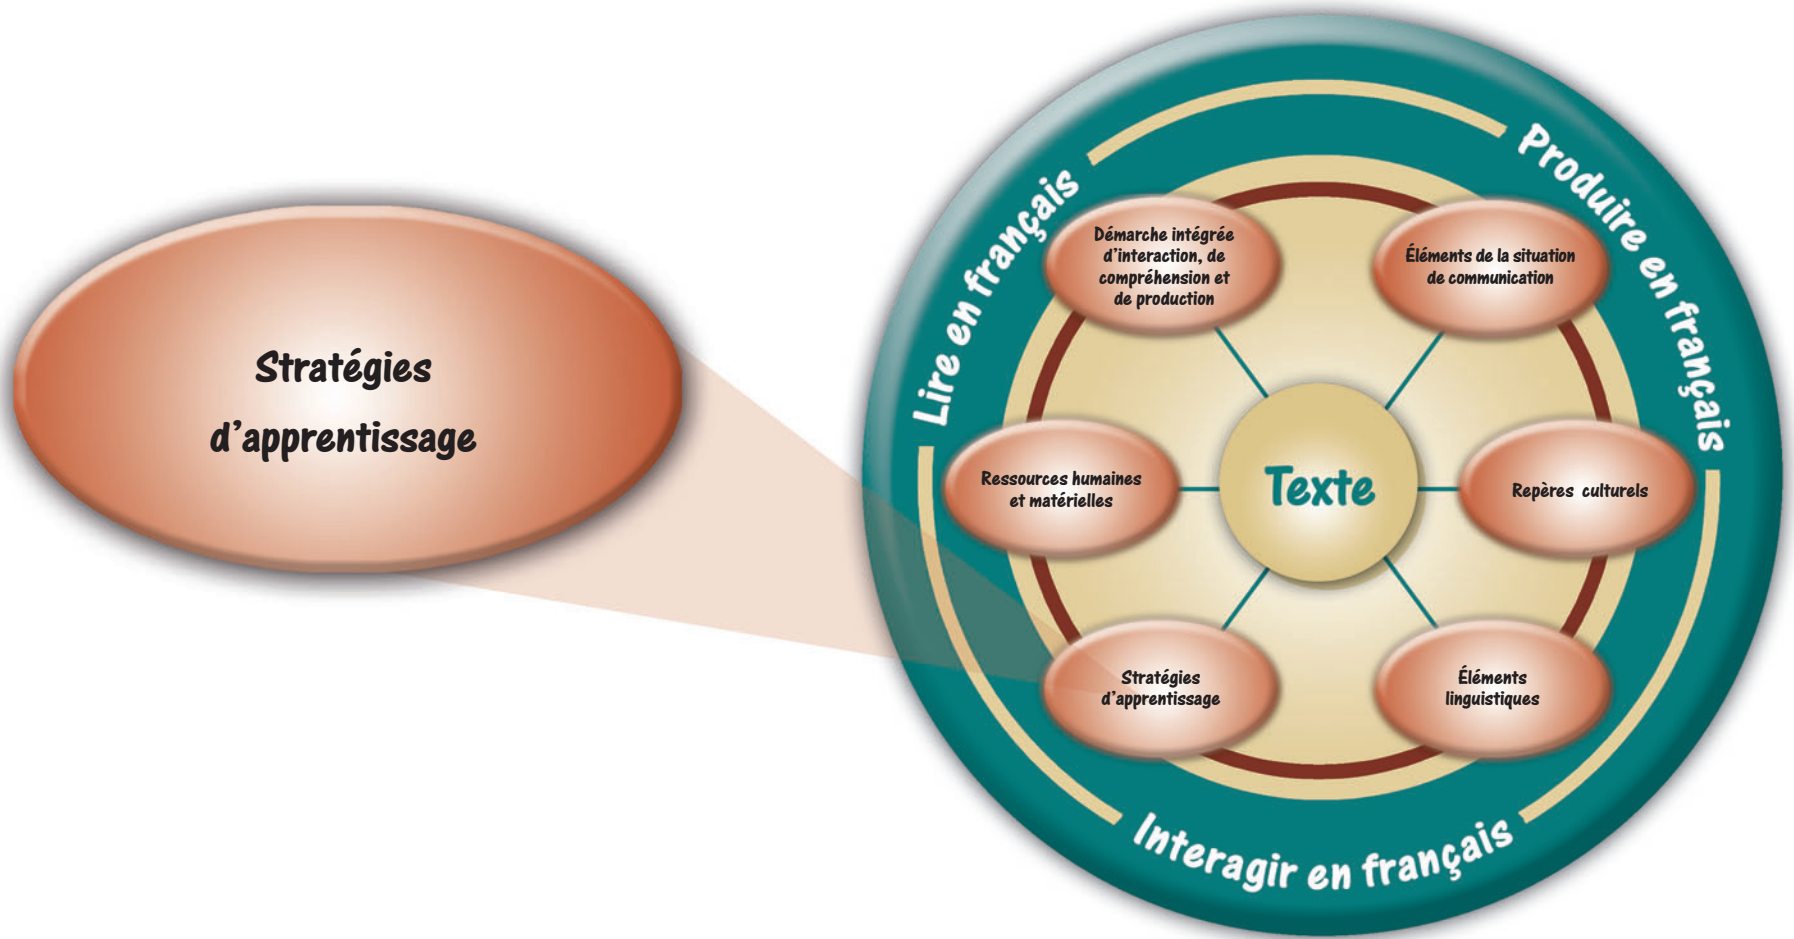 Stratégies
d'apprentissage
Lire en français
Produire en français
Interagir en français
Démarche intégrée
d'interaction, de
compréhension et
de production
Éléments de la situation
de communication
Ressources humaines
et matérielles
Texte
Repères culturels
Stratégies
d'apprentissage
Éléments
linguistiques